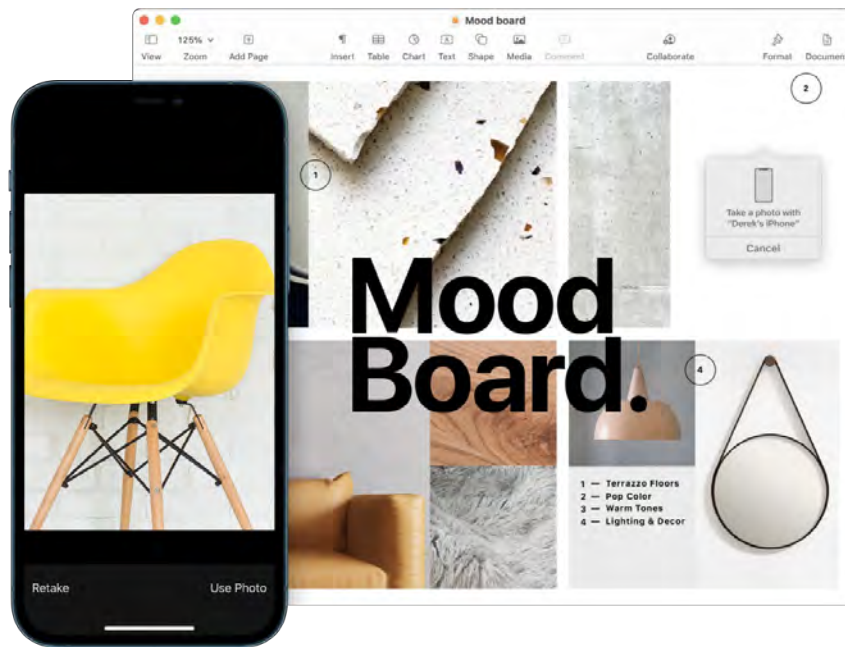 Mood board
125%
View Zoom Add Page Insert Table Chart Text Shape Media Comment Collaborate Format Documen
2
1
Take a photo with
"Derek's iPhone"
Cancel
Mood
Board.
4
1 — Terrazzo Floors
2 — Pop Color
3 — Warm Tones
4 — Lighting & Decor
Retake Use Photo